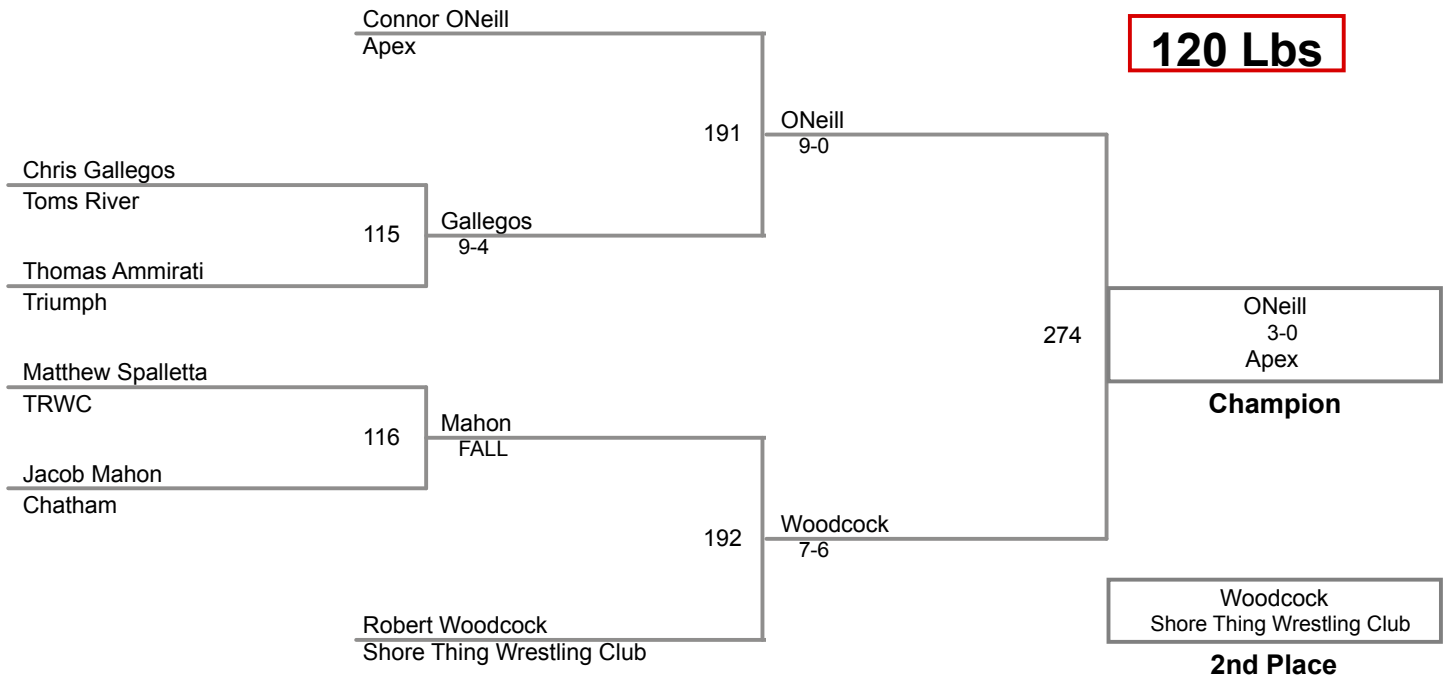 Connor ONeill
Apex
120 Lbs
191
ONeill
9-0
Chris Gallegos
Toms River
115
Gallegos
9-4
Thomas Ammirati
Triumph
274
ONeill
3-0
Apex
Champion
Matthew Spalletta
TRWC
116
Mahon
FALL
Jacob Mahon
Chatham
192
Woodcock
7-6
Robert Woodcock
Shore Thing Wrestling Club
Woodcock
Shore Thing Wrestling Club
2nd Place